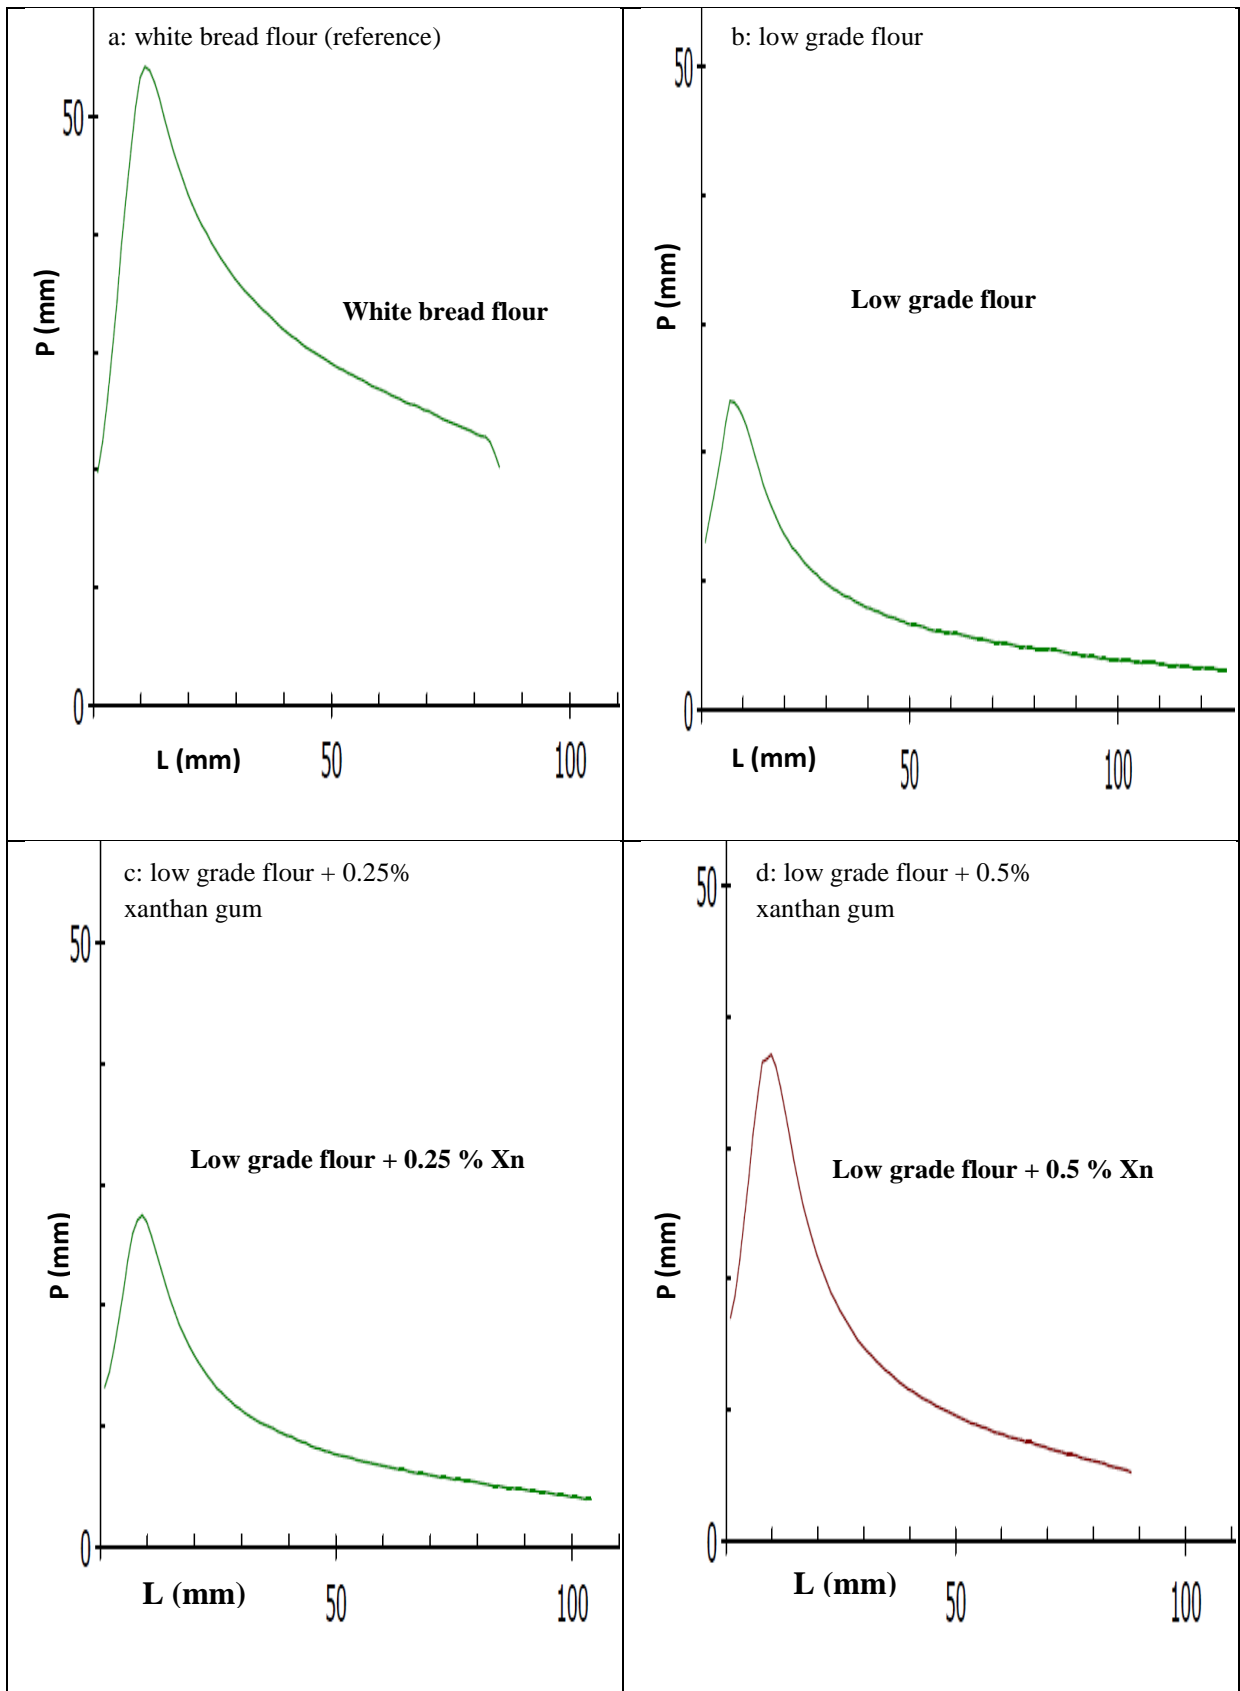 a: white bread flour (reference)
50
P (mm)
White bread flour
0
L (mm)
50
100
b: low grade flour
50
P (mm)
Low grade flour
0
L (mm)
50
100
c: low grade flour + 0.25%
xanthan gum
50
Low grade flour + 0.25 % Xn
P (mm)
0
L (mm)
50
100
d: low grade flour + 0.5%
xanthan gum
50
Low grade flour + 0.5 % Xn
P (mm)
0
L (mm)
50
100